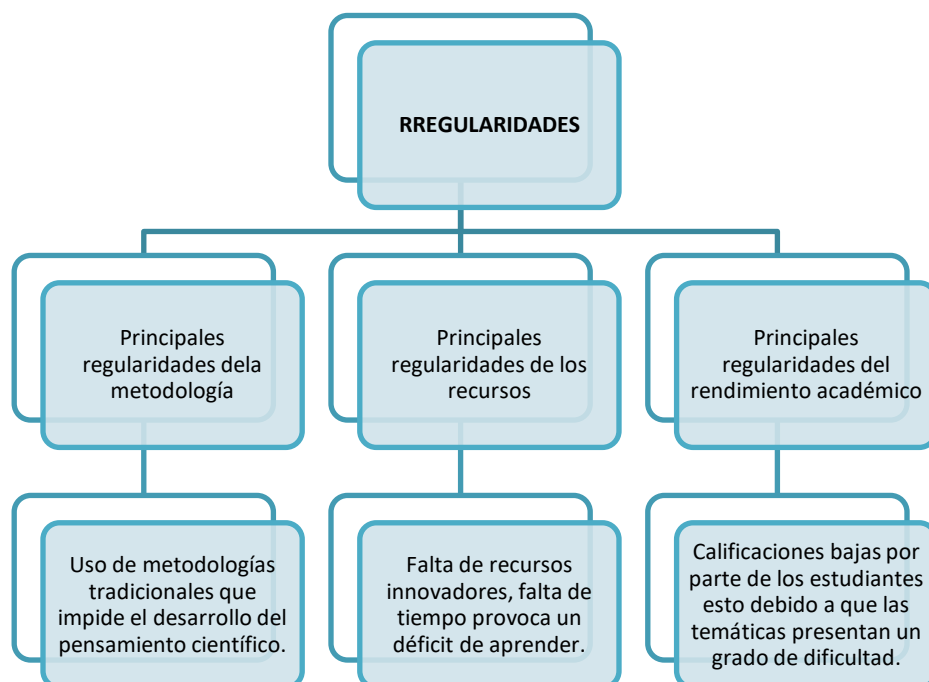 RREGULARIDADES
Principales
regularidades dela
metodología
Principales
regularidades de los
recursos
Principales
regularidades del
rendimiento académico
Uso de metodologías
tradicionales que
impide el desarrollo del
pensamiento científico.
Falta de recursos
innovadores, falta de
de tiempo provoca un
déficit de aprender.
Calificaciones bajas por
parte de los estudiantes
esto debido a que las
temáticas presentan un
grado de dificultad.